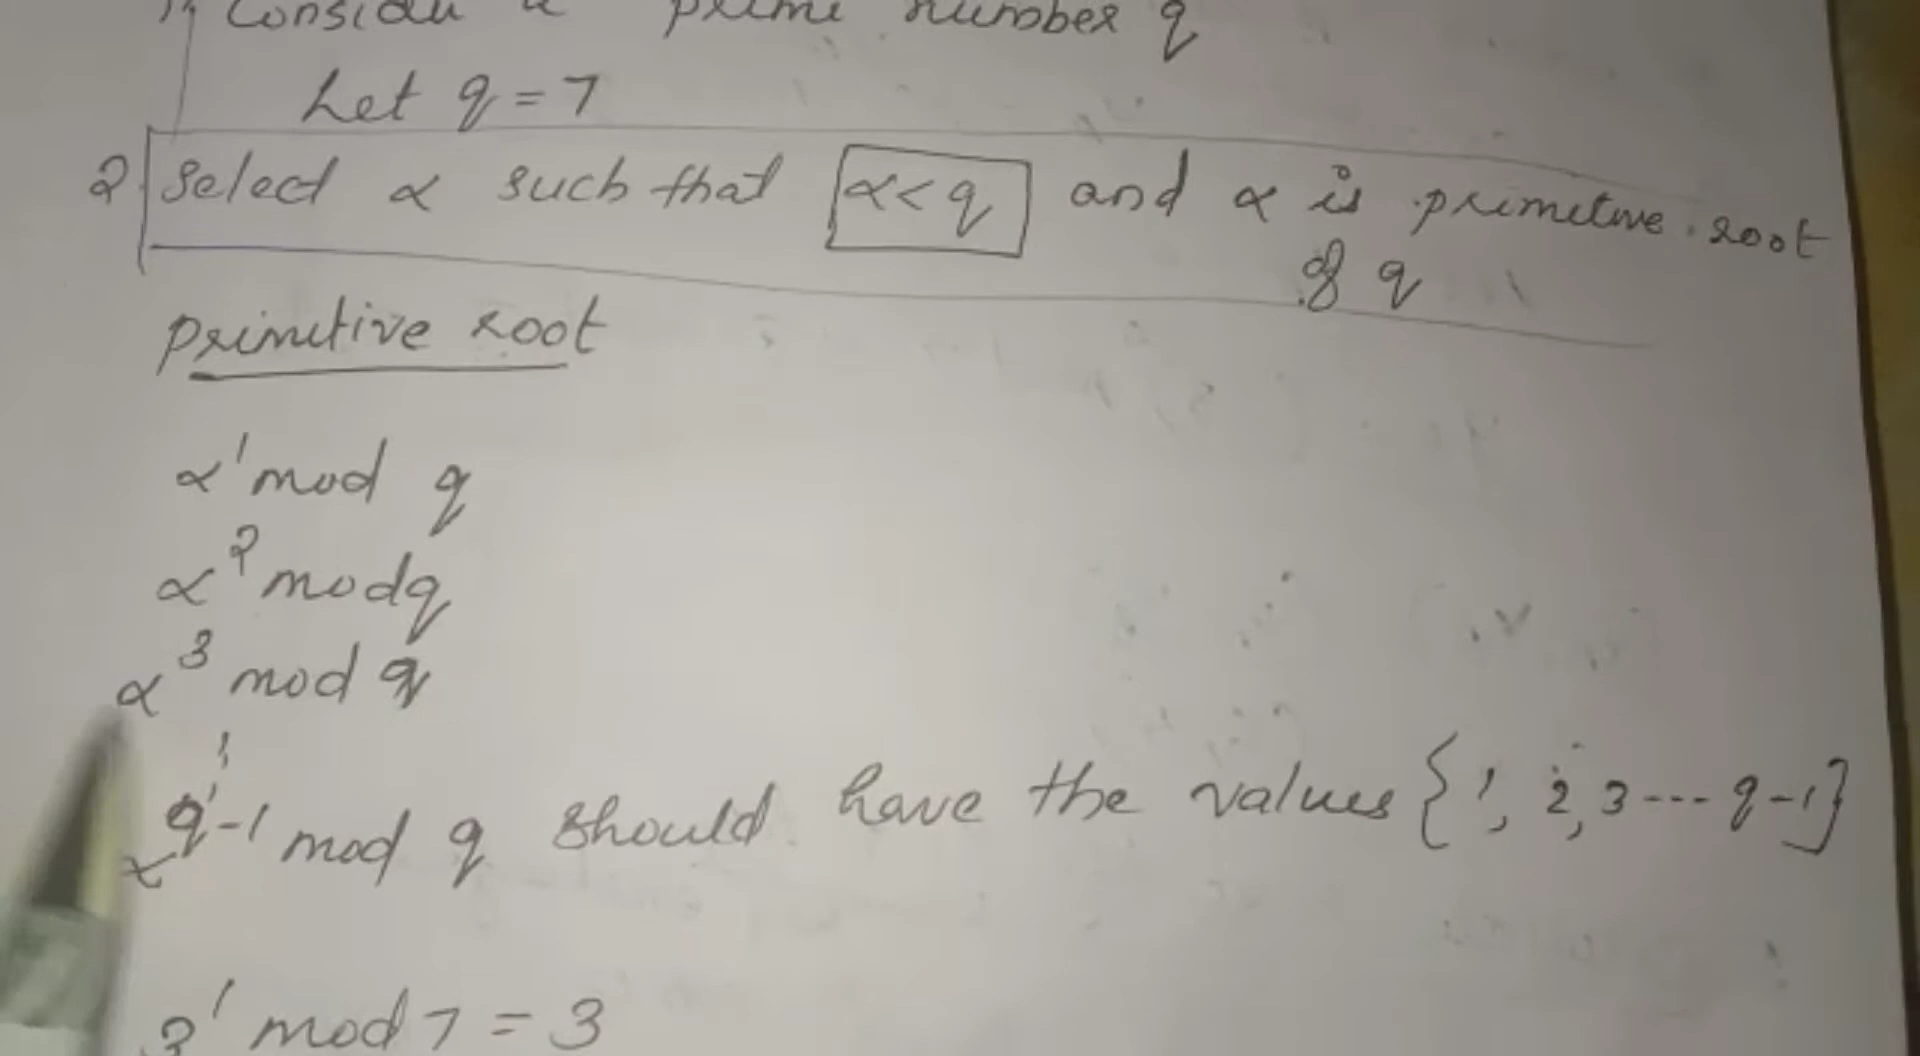 1) Consider a prime number q
Let q = 7
2 Select α such that α < q and α is primitive root
of q
primitive root
α¹ mod q
α² mod q
α³ mod q
α^q-1 mod q should have the values {1, 2, 3 --- q-1}
3¹ mod 7 = 3